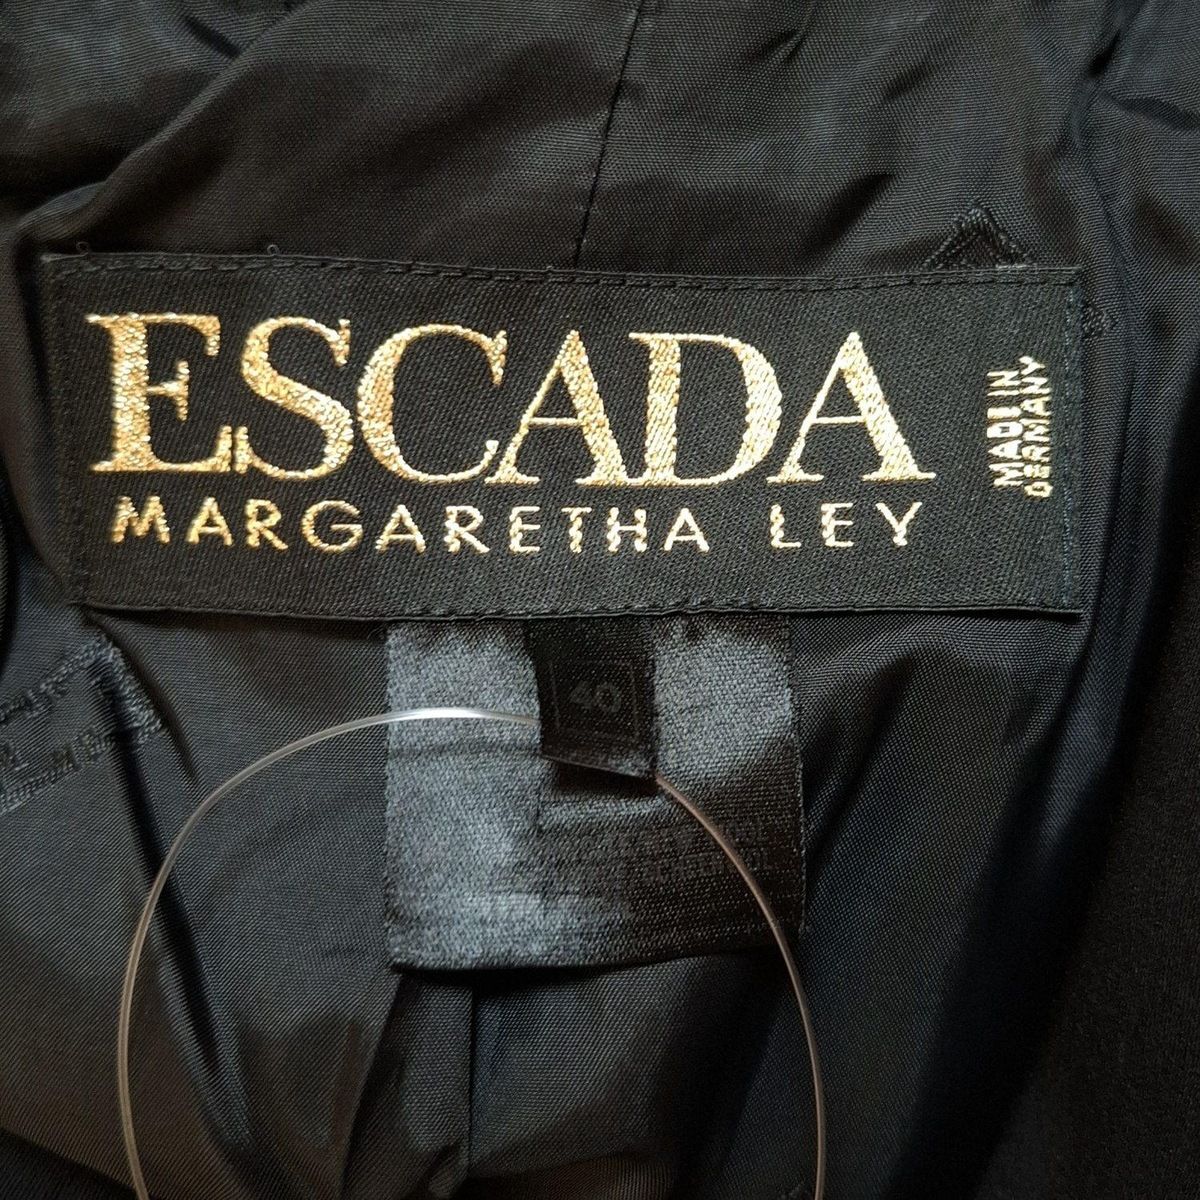 ESCADA
MARGARETHA LEY
MADE IN
GERMANY
40